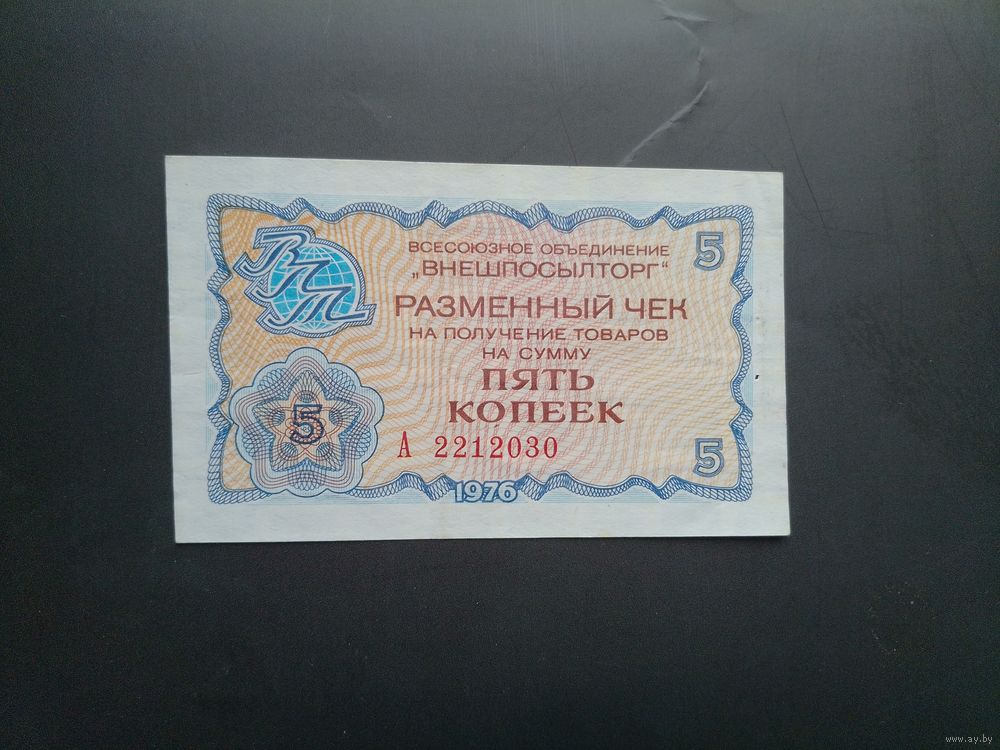 ВПТ
ВСЕСОЮЗНОЕ ОБЪЕДИНЕНИЕ
„ВНЕШПОСЫЛТОРГ“
РАЗМЕННЫЙ ЧЕК
НА ПОЛУЧЕНИЕ ТОВАРОВ
НА СУММУ
ПЯТЬ
КОПЕЕК
А 2212030
1976
5
5
5
www.ay.by